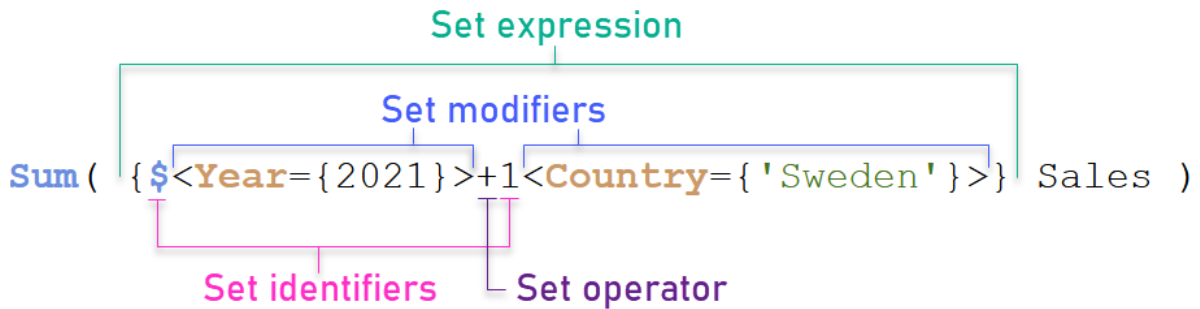 Set expression
Set modifiers
Sum( {$<Year={2021}>+1<Country={'Sweden'}>} Sales )
Set identifiers
Set operator